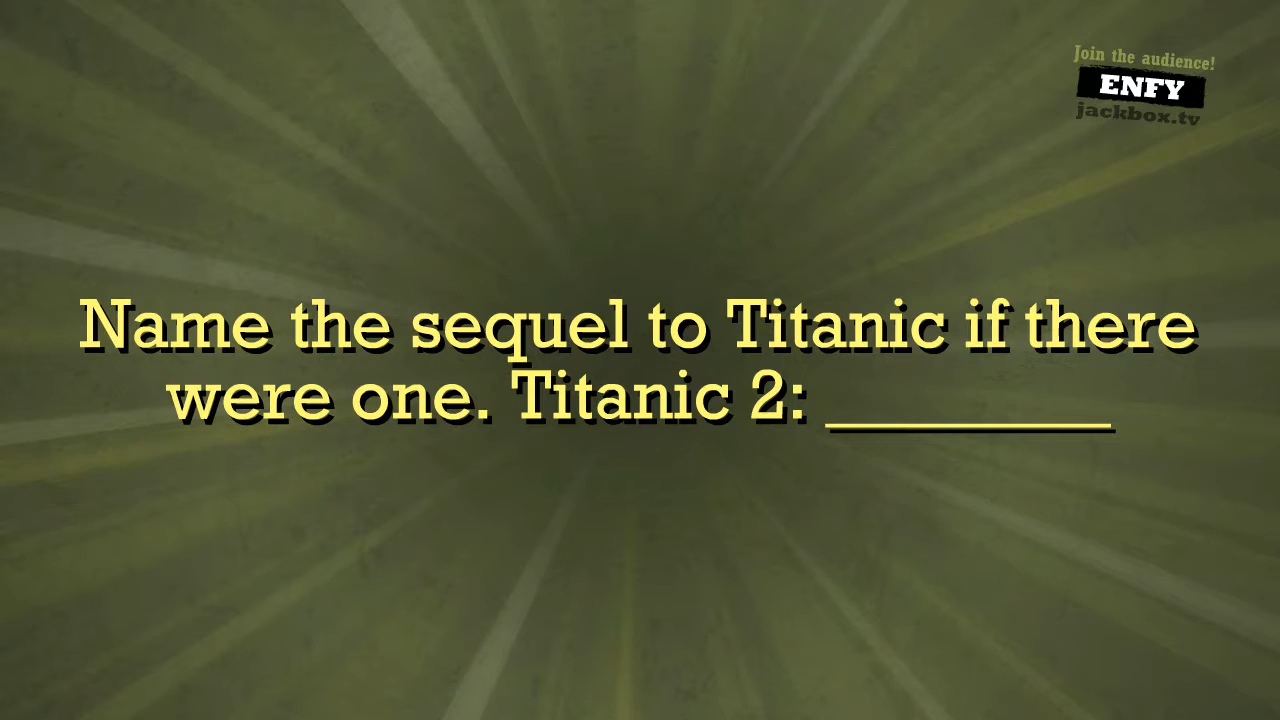 Join the audience!
ENFY
jackbox.tv
Name the sequel to Titanic if there
were one. Titanic 2: ________